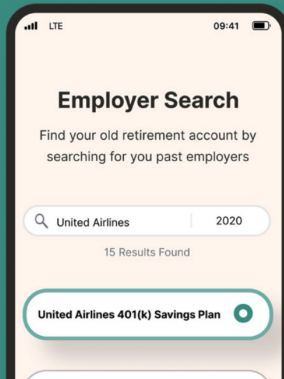 LTE 09:41
Employer Search
Find your old retirement account by
searching for you past employers
United Airlines 2020
15 Results Found
United Airlines 401(k) Savings Plan